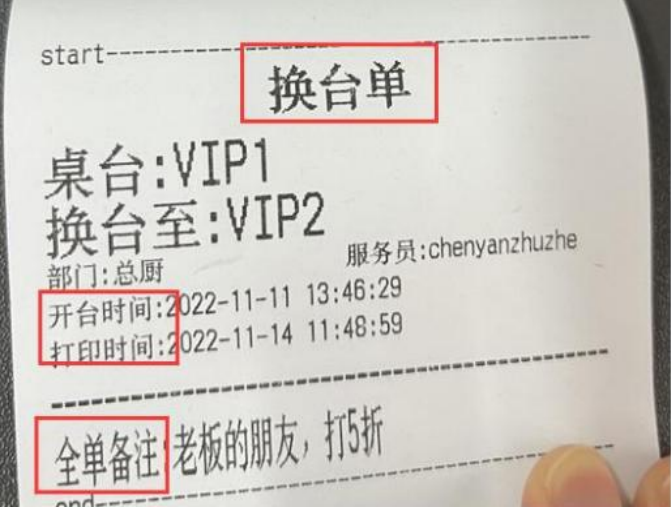 start--------------------------------
换台单
桌台:VIP1
换台至:VIP2
部门:总厨 服务员:chenyanzhuzhe
开台时间:2022-11-11 13:46:29
打印时间:2022-11-14 11:48:59
--------------------------------
全单备注:老板的朋友，打5折
end--------------------------------